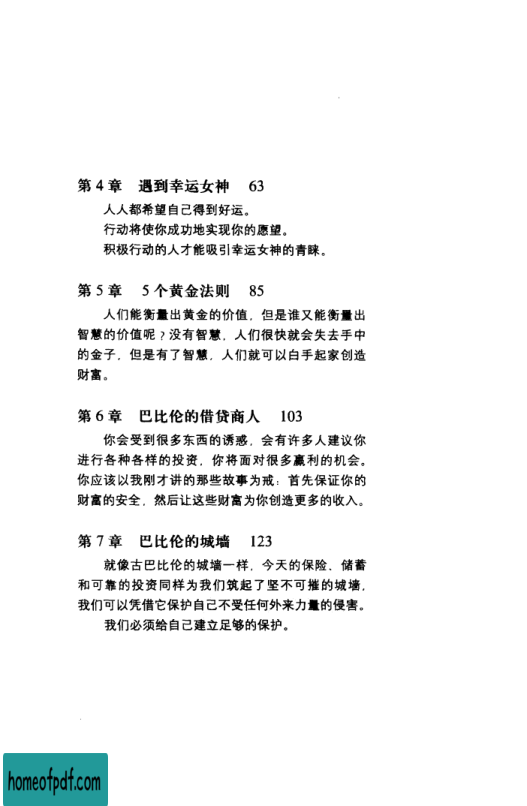 第4章 遇到幸运女神 63
人人都希望自己得到好运。
行动将使你成功地实现你的愿望。
积极行动的人才能吸引幸运女神的青睐。
第5章 5个黄金法则 85
人们能衡量出黄金的价值，但是谁又能衡量出
智慧的价值呢？没有智慧，人们很快就会失去手中
的金子，但是有了智慧，人们就可以白手起家创造
财富。
第6章 巴比伦的借贷商人 103
你会受到很多东西的诱惑，会有许多人建议你
进行各种各样的投资，你将面对很多赢利的机会。
你应该以我刚才讲的那些故事为戒：首先保证你的
财富的安全，然后让这些财富为你创造更多的收入。
第7章 巴比伦的城墙 123
就像古巴比伦的城墙一样，今天的保险、储蓄
和可靠的投资同样为我们筑起了坚不可摧的城墙，
我们可以凭借它保护自己不受任何外来力量的侵害。
我们必须给自己建立足够的保护。
homeofpdf.com